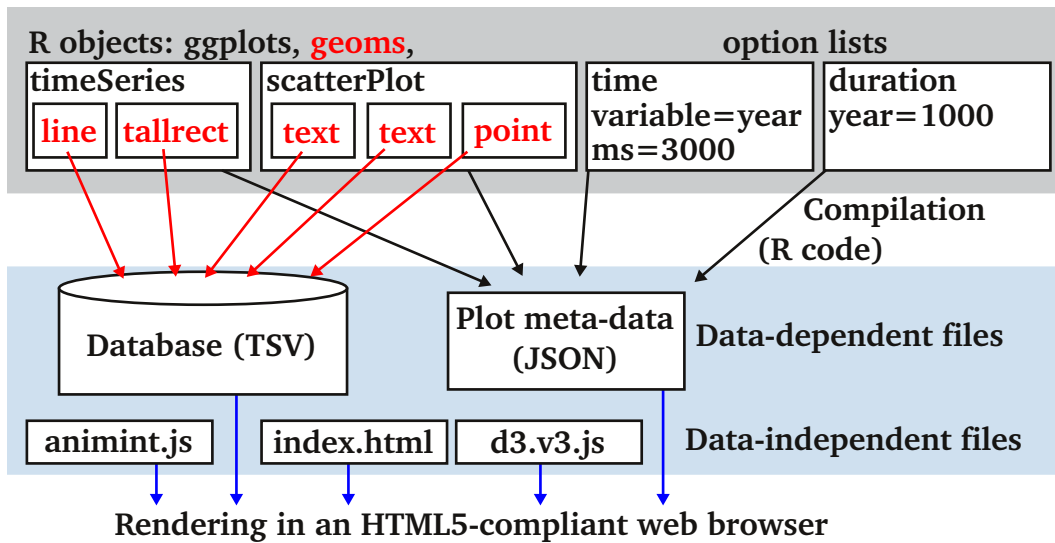 R objects: ggplots, geoms,
option lists
timeSeries
line
tallrect
scatterPlot
text
text
point
time
variable=year
ms=3000
duration
year=1000
Compilation
(R code)
Database (TSV)
Plot meta-data
(JSON)
Data-dependent files
animint.js
index.html
d3.v3.js
Data-independent files
Rendering in an HTML5-compliant web browser